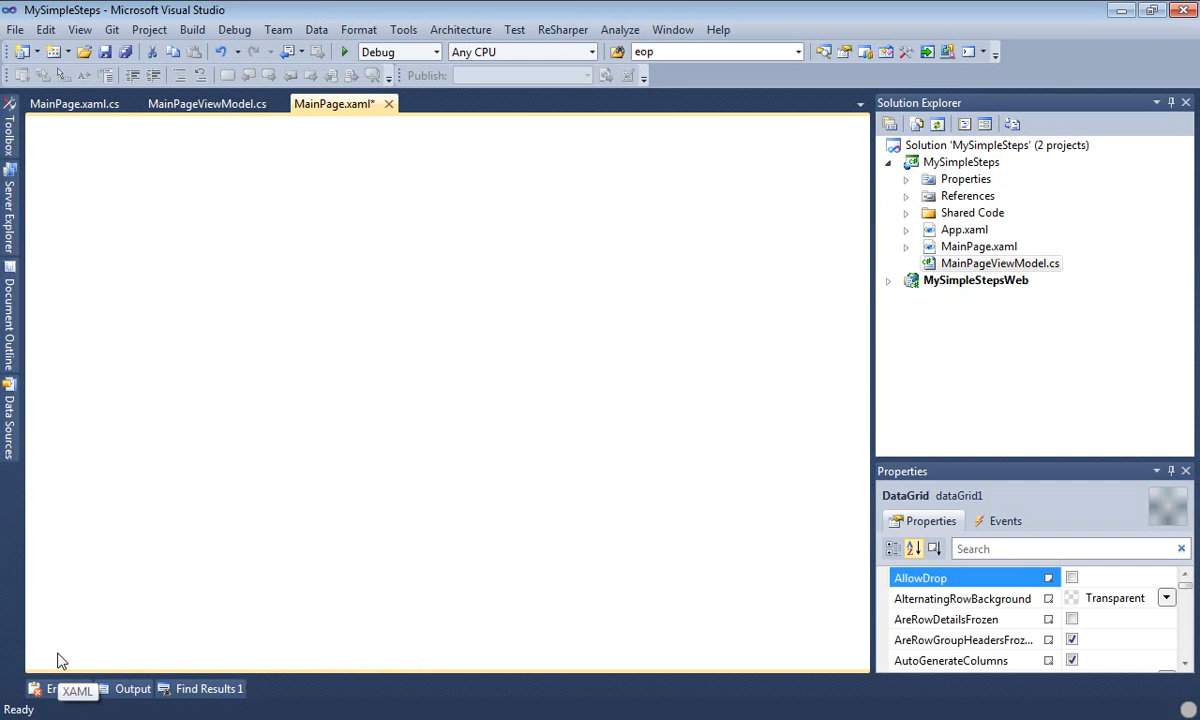 MySimpleSteps - Microsoft Visual Studio
File Edit View Git Project Build Debug Team Data Format Tools Architecture Test ReSharper Analyze Window Help
Debug Any CPU eop
Publish:
MainPage.xaml.cs MainPageViewModel.cs MainPage.xaml*
Toolbox
Server Explorer
Document Outline
Data Sources
Solution Explorer
Solution 'MySimpleSteps' (2 projects)
MySimpleSteps
Properties
References
Shared Code
App.xaml
MainPage.xaml
MainPageViewModel.cs
MySimpleStepsWeb
Properties
DataGrid dataGrid1
Properties Events
Search
AllowDrop
AlternatingRowBackground Transparent
AreRowDetailsFrozen
AreRowGroupHeadersFroz...
AutoGenerateColumns
XAML Output Find Results 1
Ready